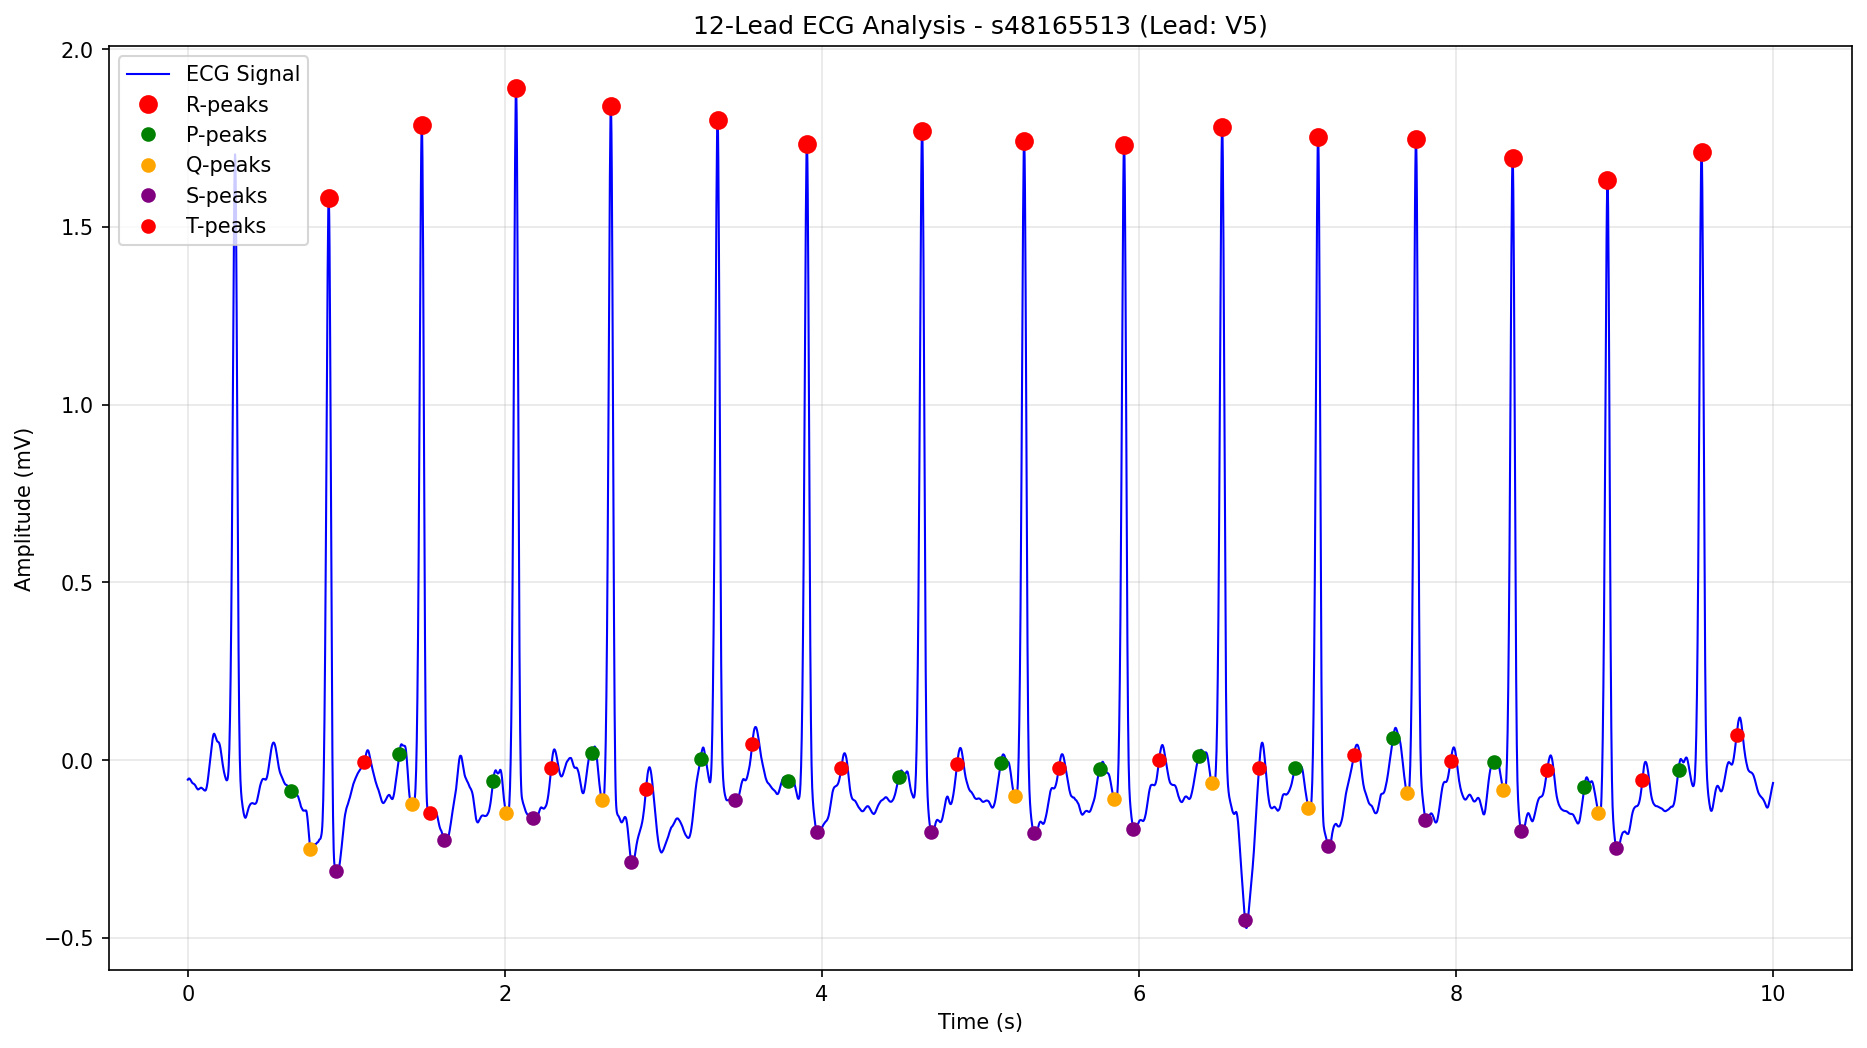 12-Lead ECG Analysis - s48165513 (Lead: V5)
ECG Signal
R-peaks
P-peaks
Q-peaks
S-peaks
T-peaks
Amplitude (mV)
2.0
1.5
1.0
0.5
0.0
−0.5
0 2 4 6 8 10
Time (s)